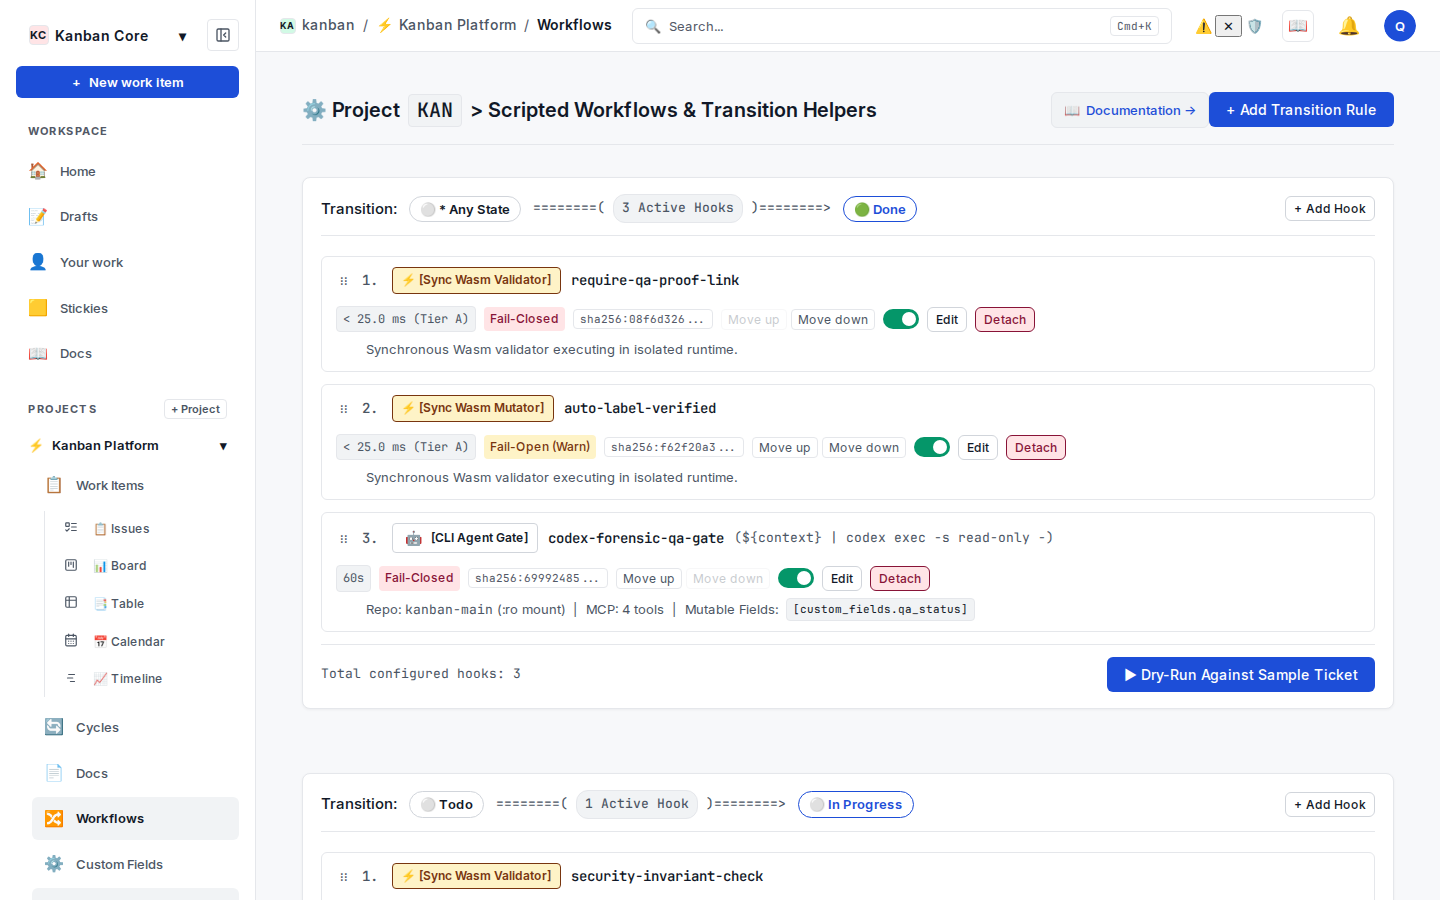 KC Kanban Core ▼
+ New work item
WORKSPACE
🏠 Home
📝 Drafts
👤 Your work
🟨 Stickies
📖 Docs
PROJECTS + Project
⚡ Kanban Platform ▼
📋 Work Items
📋 Issues
📊 Board
📑 Table
📅 Calendar
📈 Timeline
🔄 Cycles
📄 Docs
🔀 Workflows
⚙️ Custom Fields
KA kanban / ⚡ Kanban Platform / Workflows
🔍 Search... Cmd+K
⚠️ ✕ 🛡️ 📖 🔔 Q
⚙️ Project KAN > Scripted Workflows & Transition Helpers
📖 Documentation → + Add Transition Rule
Transition: ⚪ * Any State ========( 3 Active Hooks )========> 🟢 Done + Add Hook
⠿ 1. ⚡ [Sync Wasm Validator] require-qa-proof-link
< 25.0 ms (Tier A) Fail-Closed sha256:08f6d326... Move up Move down Edit Detach
Synchronous Wasm validator executing in isolated runtime.
⠿ 2. ⚡ [Sync Wasm Mutator] auto-label-verified
< 25.0 ms (Tier A) Fail-Open (Warn) sha256:f62f20a3... Move up Move down Edit Detach
Synchronous Wasm validator executing in isolated runtime.
⠿ 3. 🤖 [CLI Agent Gate] codex-forensic-qa-gate (${context} | codex exec -s read-only -)
60s Fail-Closed sha256:69992485... Move up Move down Edit Detach
Repo: kanban-main (:ro mount) | MCP: 4 tools | Mutable Fields: [custom_fields.qa_status]
Total configured hooks: 3
▶ Dry-Run Against Sample Ticket
Transition: ⚪ Todo ========( 1 Active Hook )========> ⚪ In Progress + Add Hook
⠿ 1. ⚡ [Sync Wasm Validator] security-invariant-check